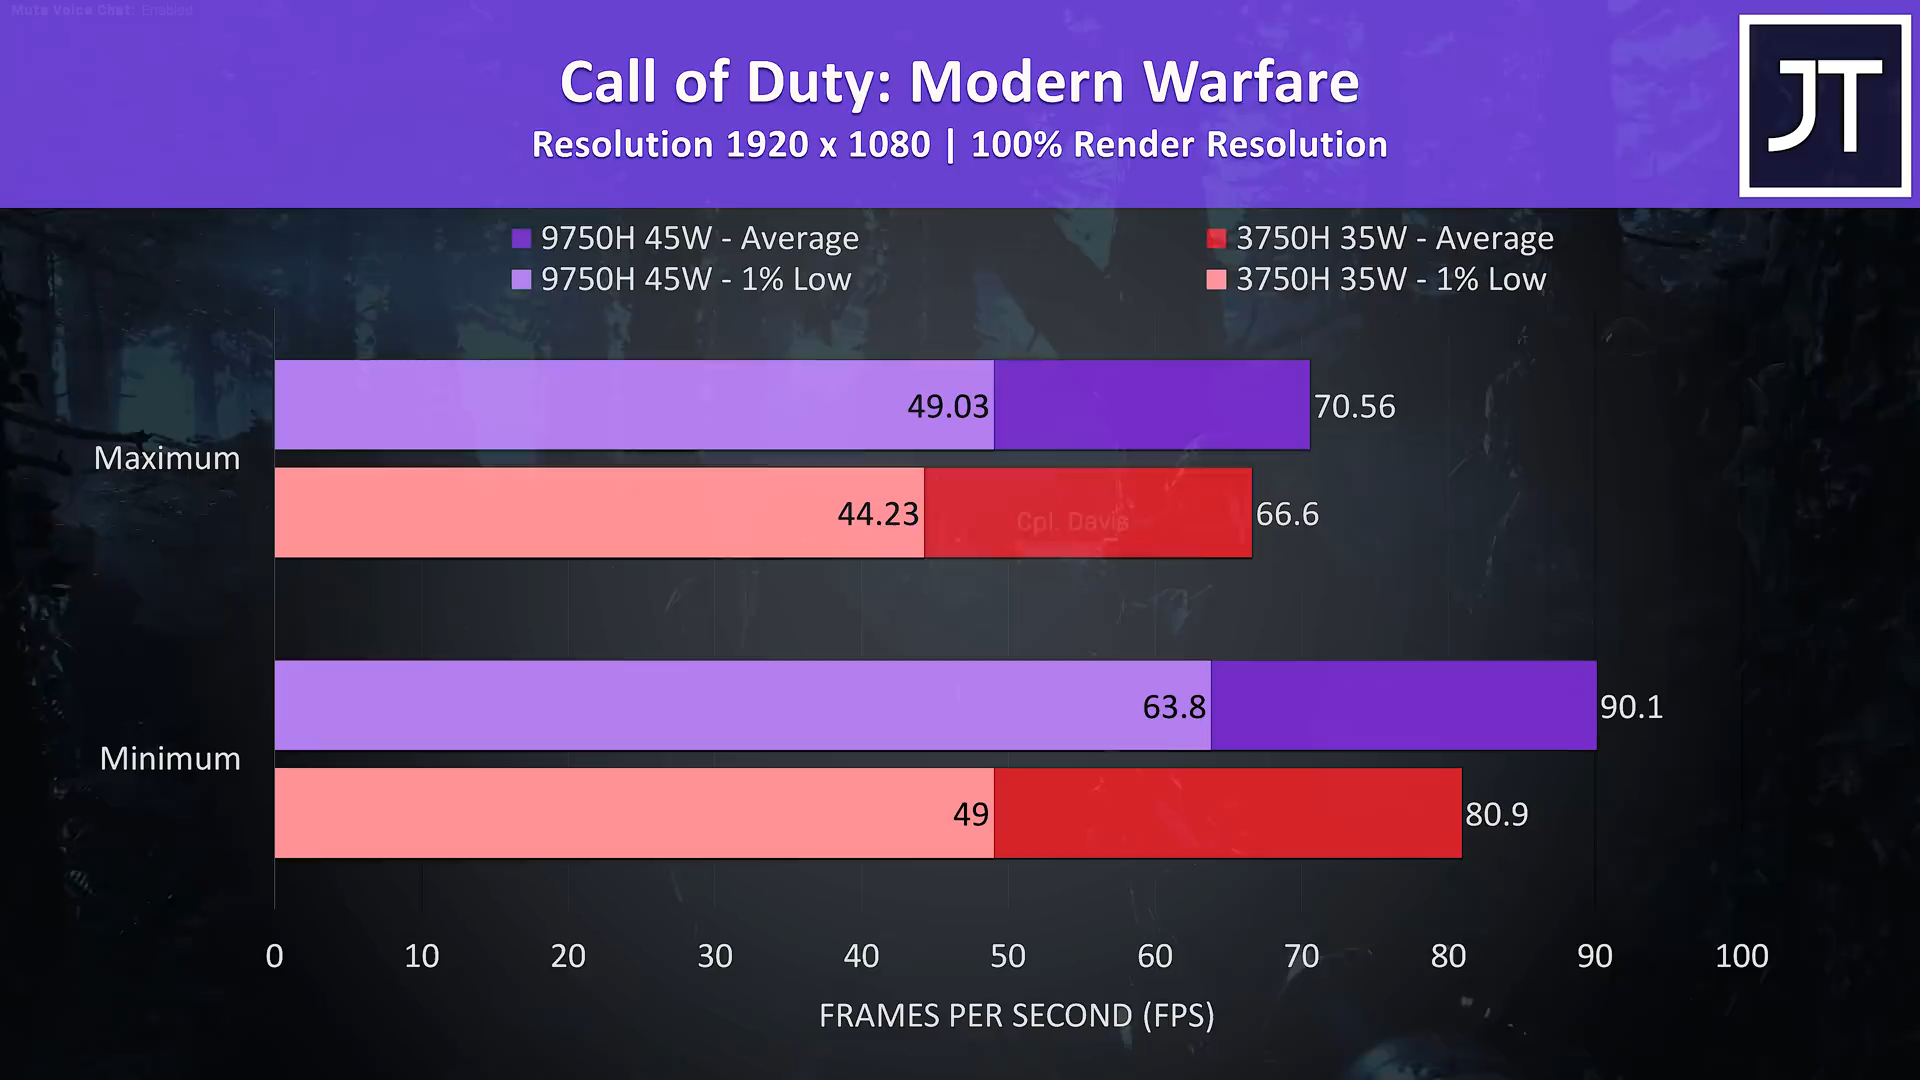 Mute Voice Chat: Enabled
Call of Duty: Modern Warfare
Resolution 1920 x 1080 | 100% Render Resolution
JT
9750H 45W - Average
3750H 35W - Average
9750H 45W - 1% Low
3750H 35W - 1% Low
49.03
70.56
Maximum
44.23
Cpl. Davis
66.6
63.8
90.1
Minimum
49
80.9
0 10 20 30 40 50 60 70 80 90 100
FRAMES PER SECOND (FPS)